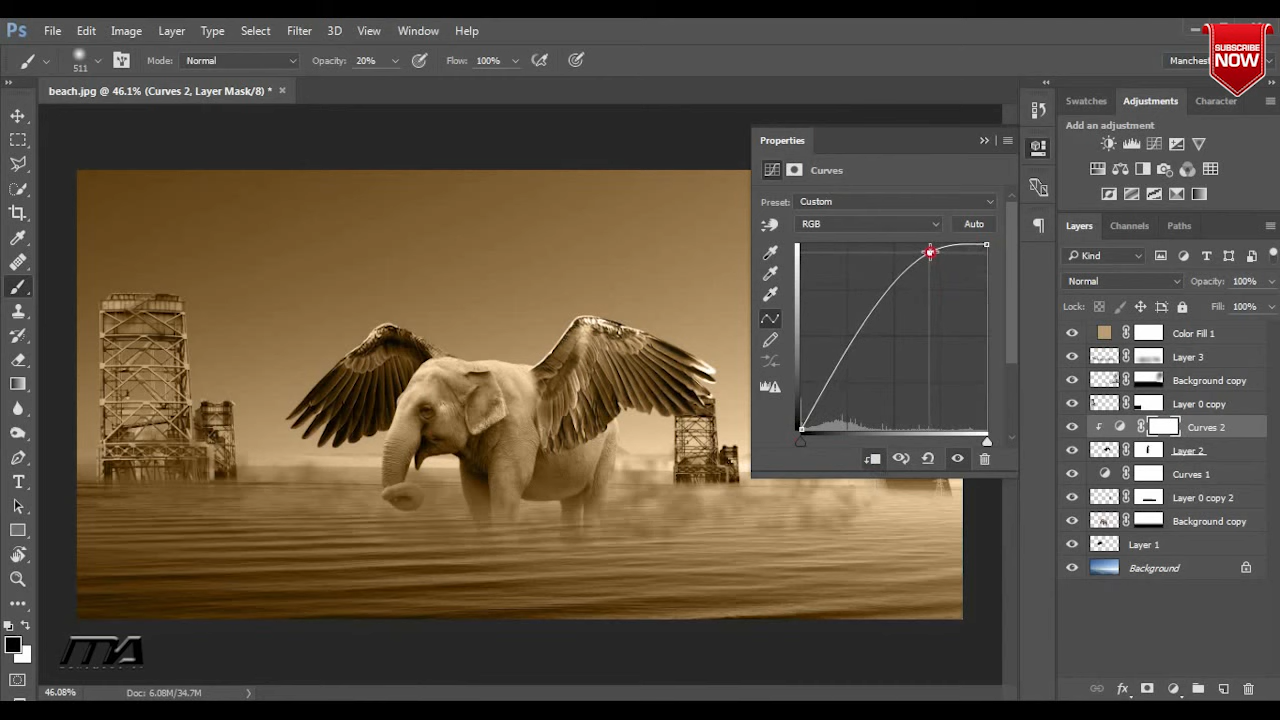 Ps File Edit Image Layer Type Select Filter 3D View Window Help
SUBSCRIBE
NOW
511 Mode: Normal Opacity: 20% Flow: 100% Manchest
beach.jpg @ 46.1% (Curves 2, Layer Mask/8) *
Swatches Adjustments Character
Add an adjustment
Properties
Curves
Preset: Custom
RGB Auto
Layers Channels Paths
Kind
Normal Opacity: 100%
Lock: Fill: 100%
Color Fill 1
Layer 3
Background copy
Layer 0 copy
Curves 2
Layer 2
Curves 1
Layer 0 copy 2
Background copy
Layer 1
Background
MA
46.08% Doc: 6.08M/34.7M